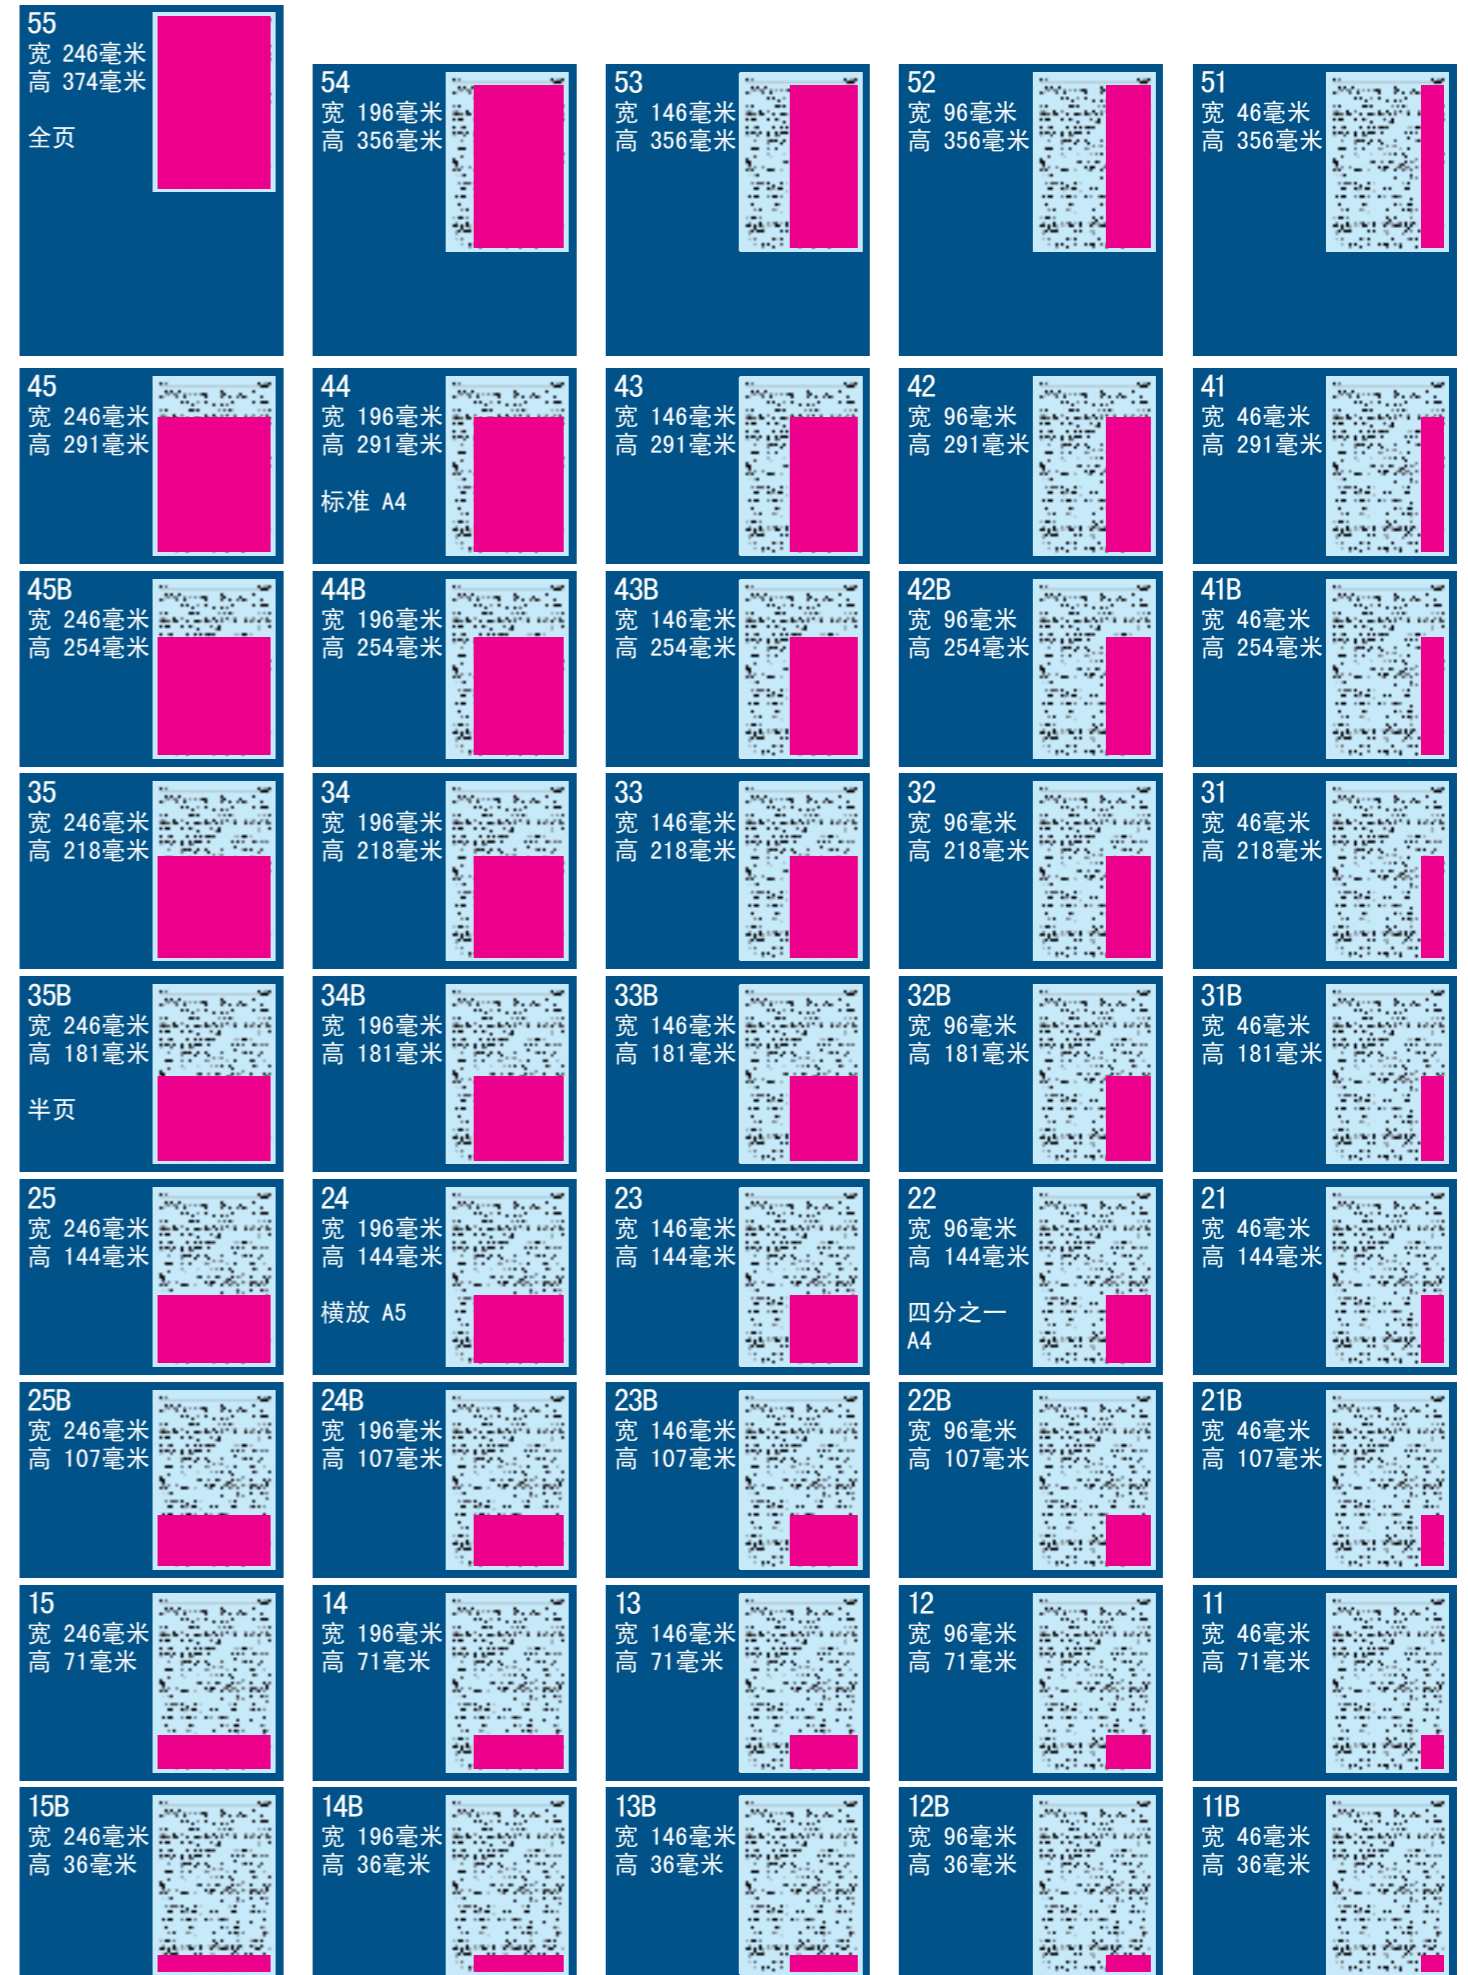 55
宽 246毫米
高 374毫米
全页
54
宽 196毫米
高 356毫米
53
宽 146毫米
高 356毫米
52
宽 96毫米
高 356毫米
51
宽 46毫米
高 356毫米
45
宽 246毫米
高 291毫米
44
宽 196毫米
高 291毫米
标准 A4
43
宽 146毫米
高 291毫米
42
宽 96毫米
高 291毫米
41
宽 46毫米
高 291毫米
45B
宽 246毫米
高 254毫米
44B
宽 196毫米
高 254毫米
43B
宽 146毫米
高 254毫米
42B
宽 96毫米
高 254毫米
41B
宽 46毫米
高 254毫米
35
宽 246毫米
高 218毫米
34
宽 196毫米
高 218毫米
33
宽 146毫米
高 218毫米
32
宽 96毫米
高 218毫米
31
宽 46毫米
高 218毫米
35B
宽 246毫米
高 181毫米
半页
34B
宽 196毫米
高 181毫米
33B
宽 146毫米
高 181毫米
32B
宽 96毫米
高 181毫米
31B
宽 46毫米
高 181毫米
25
宽 246毫米
高 144毫米
24
宽 196毫米
高 144毫米
横放 A5
23
宽 146毫米
高 144毫米
22
宽 96毫米
高 144毫米
四分之一
A4
21
宽 46毫米
高 144毫米
25B
宽 246毫米
高 107毫米
24B
宽 196毫米
高 107毫米
23B
宽 146毫米
高 107毫米
22B
宽 96毫米
高 107毫米
21B
宽 46毫米
高 107毫米
15
宽 246毫米
高 71毫米
14
宽 196毫米
高 71毫米
13
宽 146毫米
高 71毫米
12
宽 96毫米
高 71毫米
11
宽 46毫米
高 71毫米
15B
宽 246毫米
高 36毫米
14B
宽 196毫米
高 36毫米
13B
宽 146毫米
高 36毫米
12B
宽 96毫米
高 36毫米
11B
宽 46毫米
高 36毫米